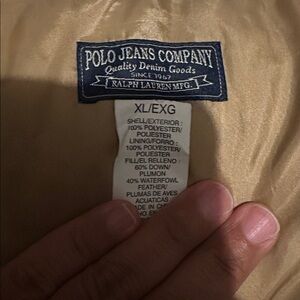 POLO JEANS COMPANY
Quality Denim Goods
SINCE 1967
RALPH LAUREN MFG.
XL/EXG
SHELL/EXTERIOR :
100% POLYESTER/
POLIESTER
LINING/FORRO :
100% POLYESTER/
POLIESTER
FILL/EL RELLENO :
60% DOWN/
PLUMON
40% WATERFOWL
FEATHER/
PLUMAS DE AVES
ACUATICAS